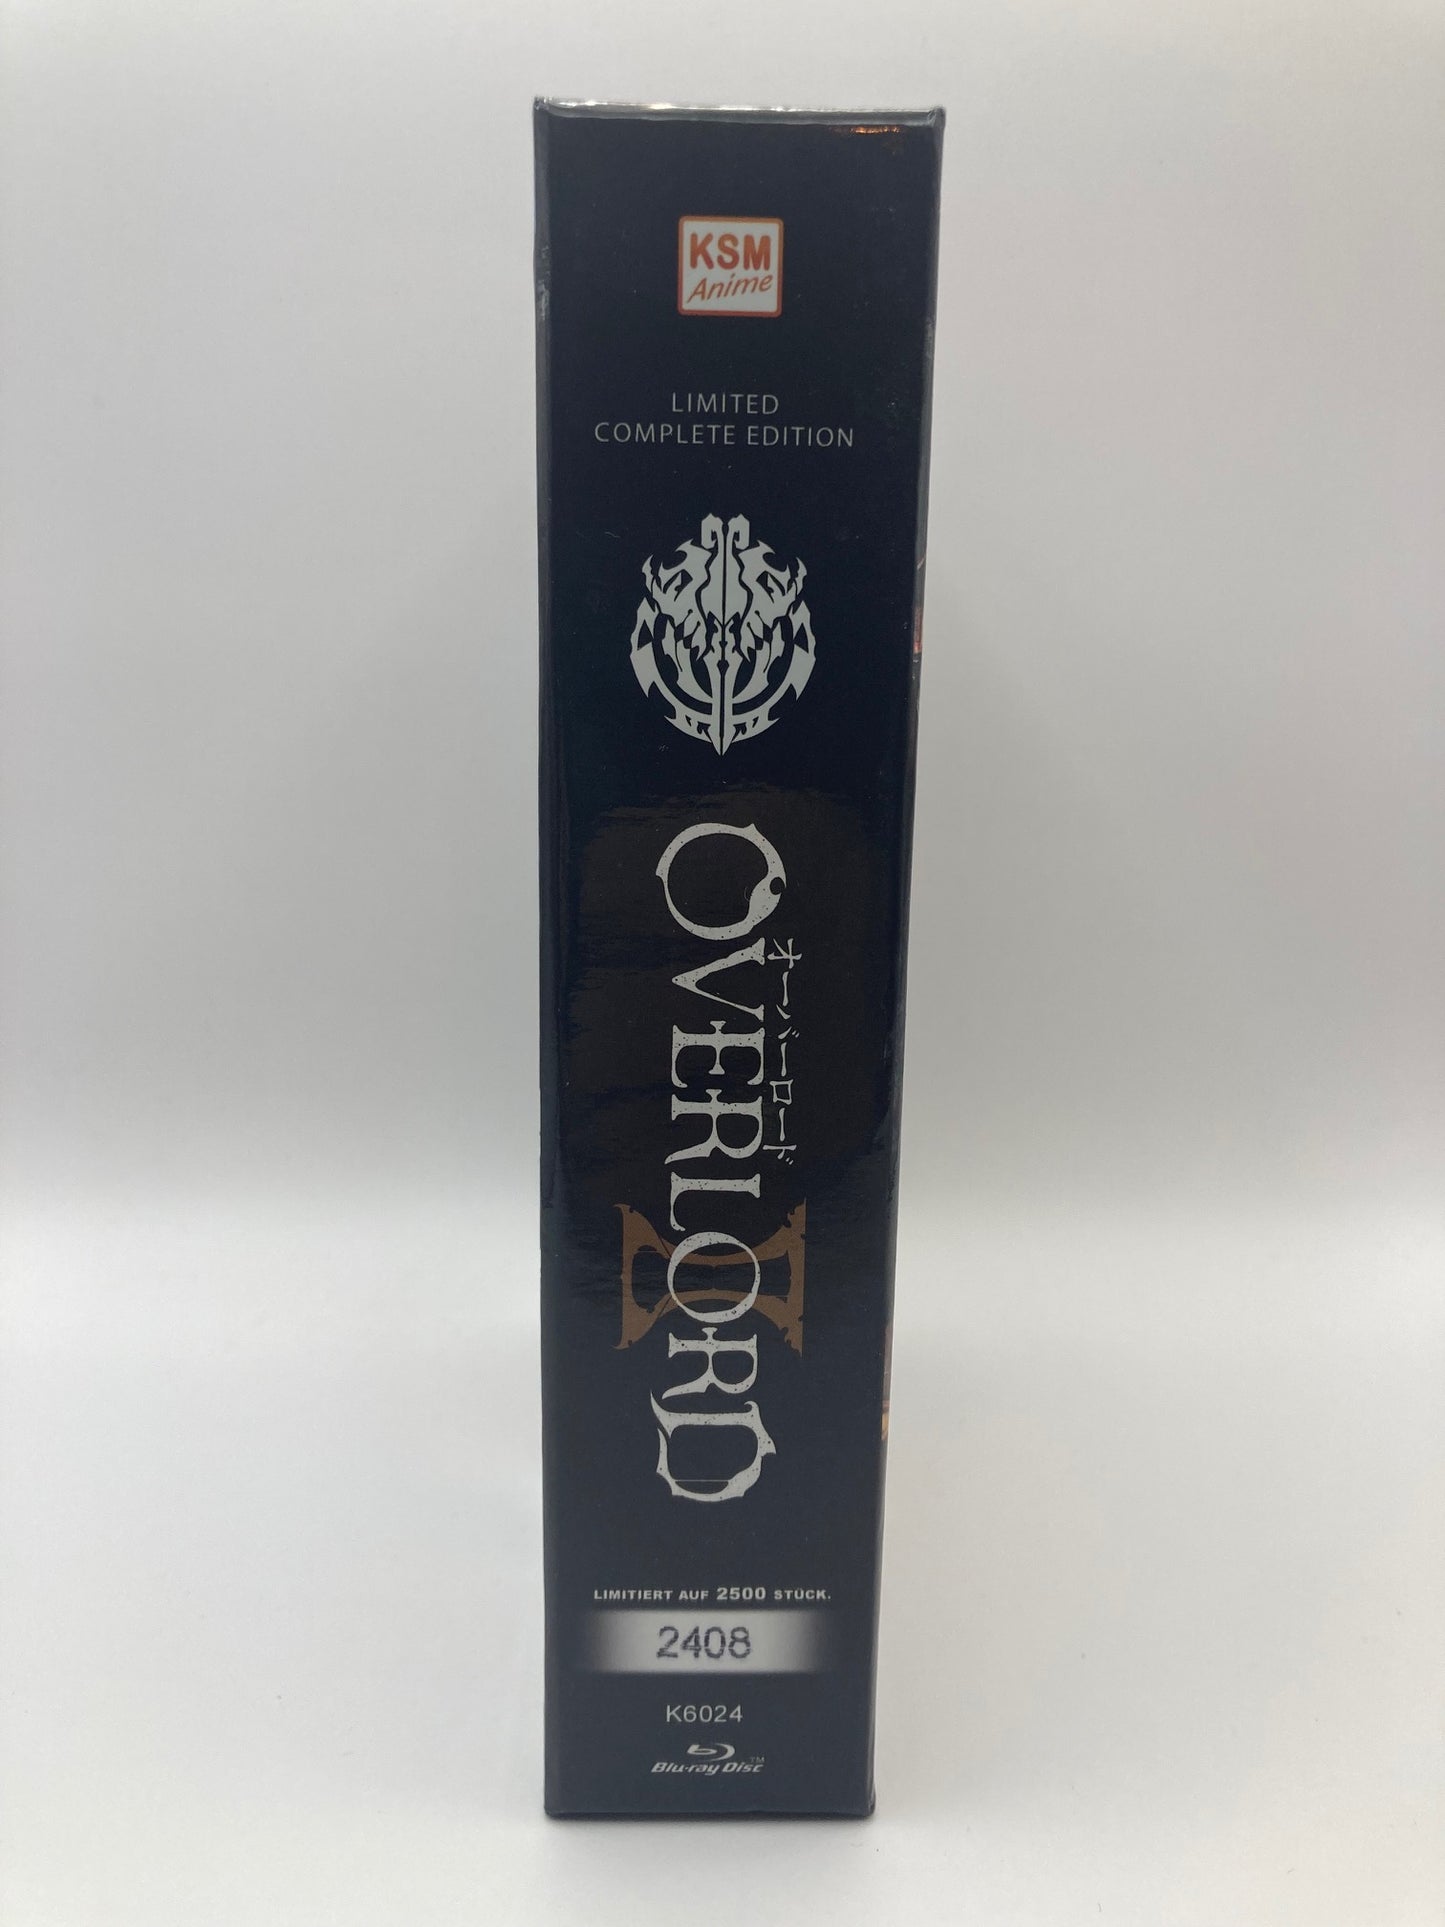 KSM
Anime
LIMITED
COMPLETE EDITION
OVERLORD
オーバーロード
II
LIMITIERT AUF 2500 STÜCK.
2408
K6024
Blu-ray Disc™